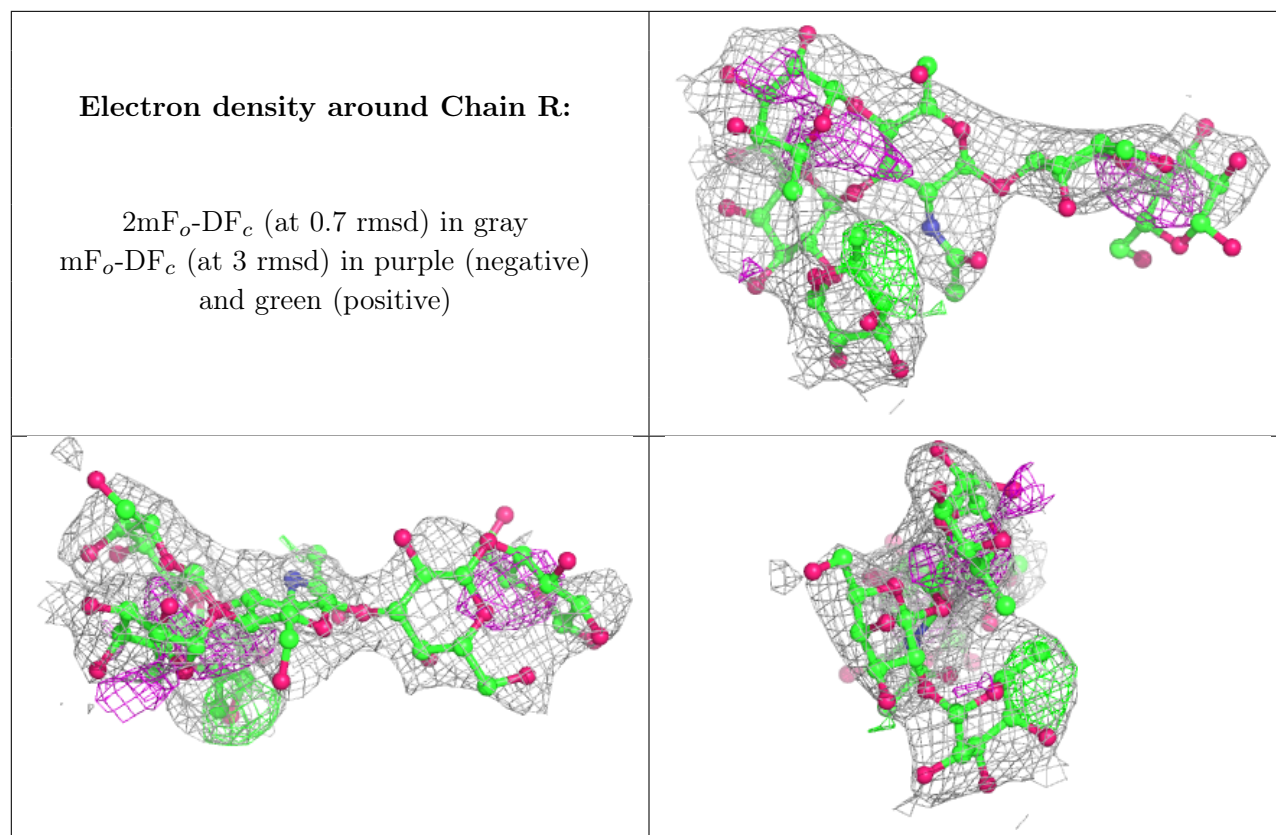 Electron density around Chain R:
2mFₒ-DF𝒸 (at 0.7 rmsd) in gray
mFₒ-DF𝒸 (at 3 rmsd) in purple (negative)
and green (positive)